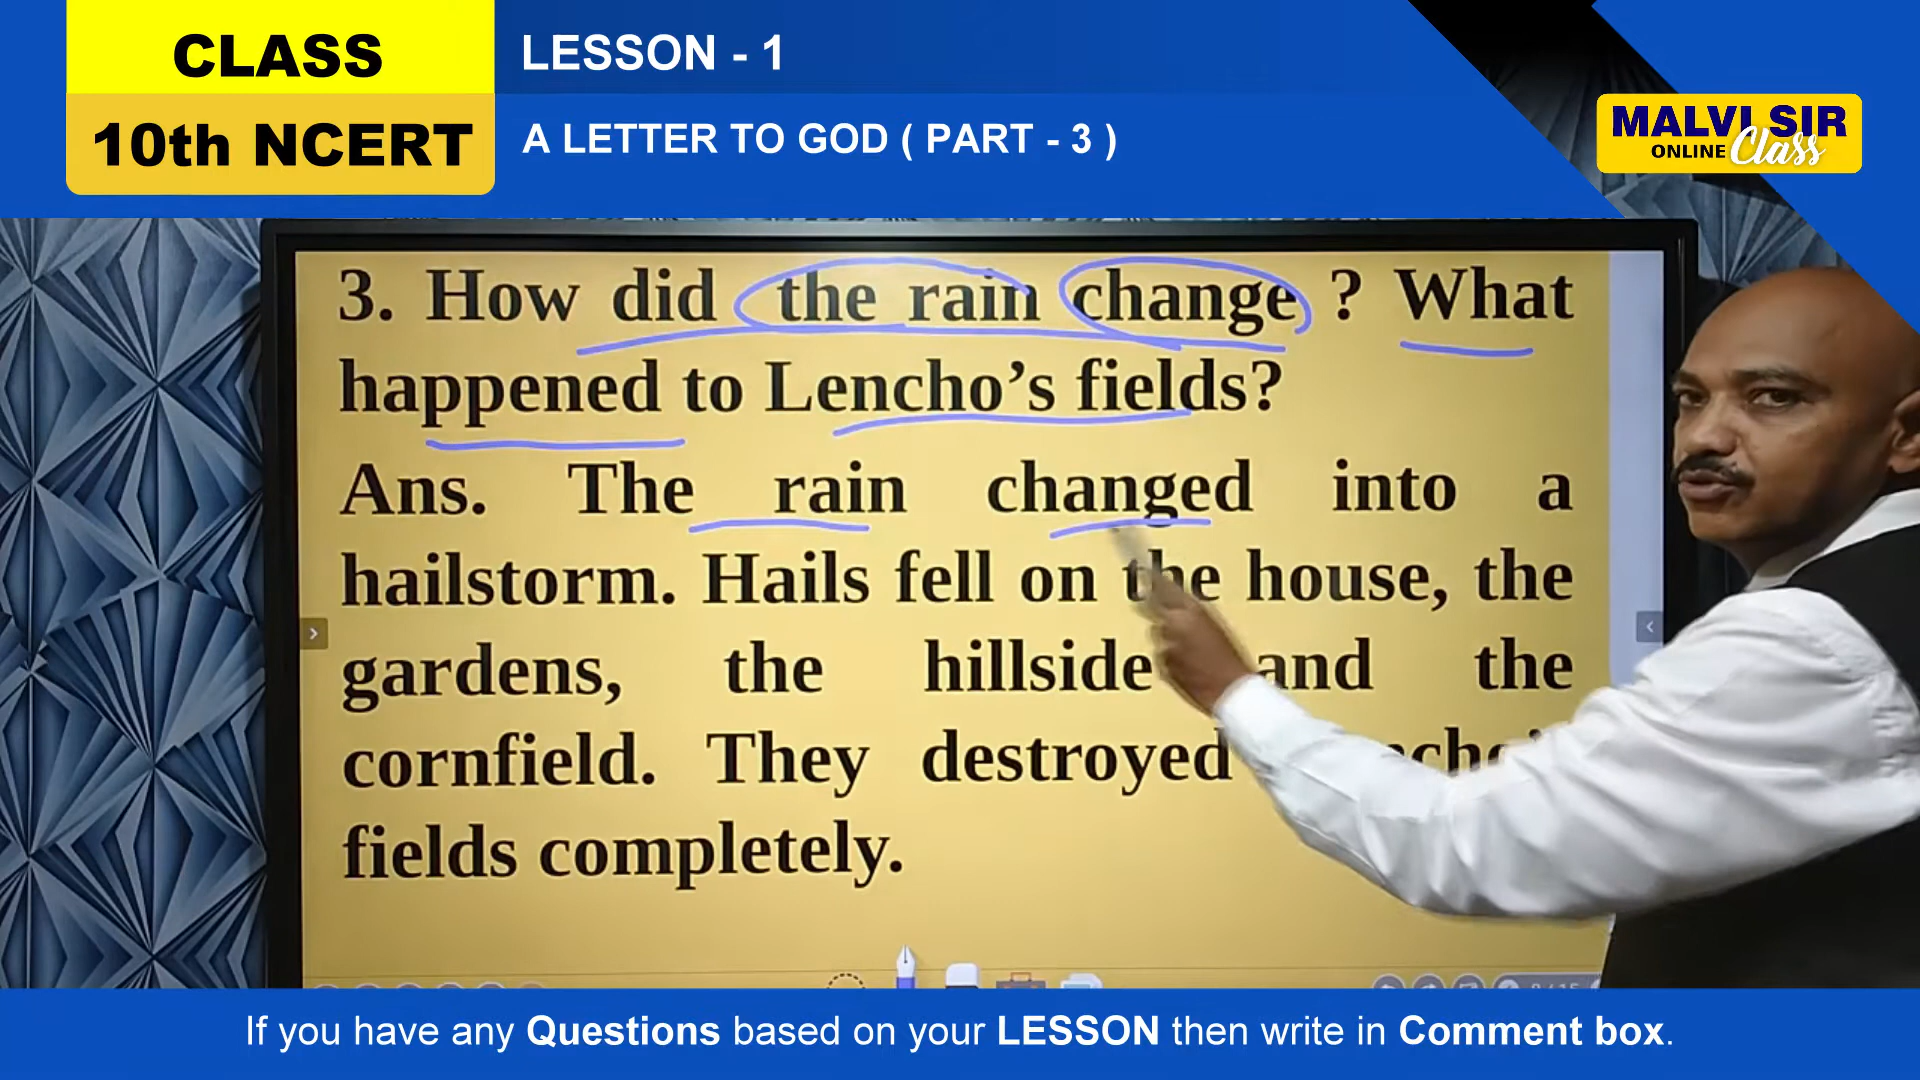 CLASS
10th NCERT
LESSON - 1
A LETTER TO GOD ( PART - 3 )
MALVI SIR
ONLINE Class
3. How did the rain change ? What
happened to Lencho’s fields?
Ans. The rain changed into a
hailstorm. Hails fell on the house, the
gardens, the hillside and the
cornfield. They destroyed
fields completely.
If you have any Questions based on your LESSON then write in Comment box.